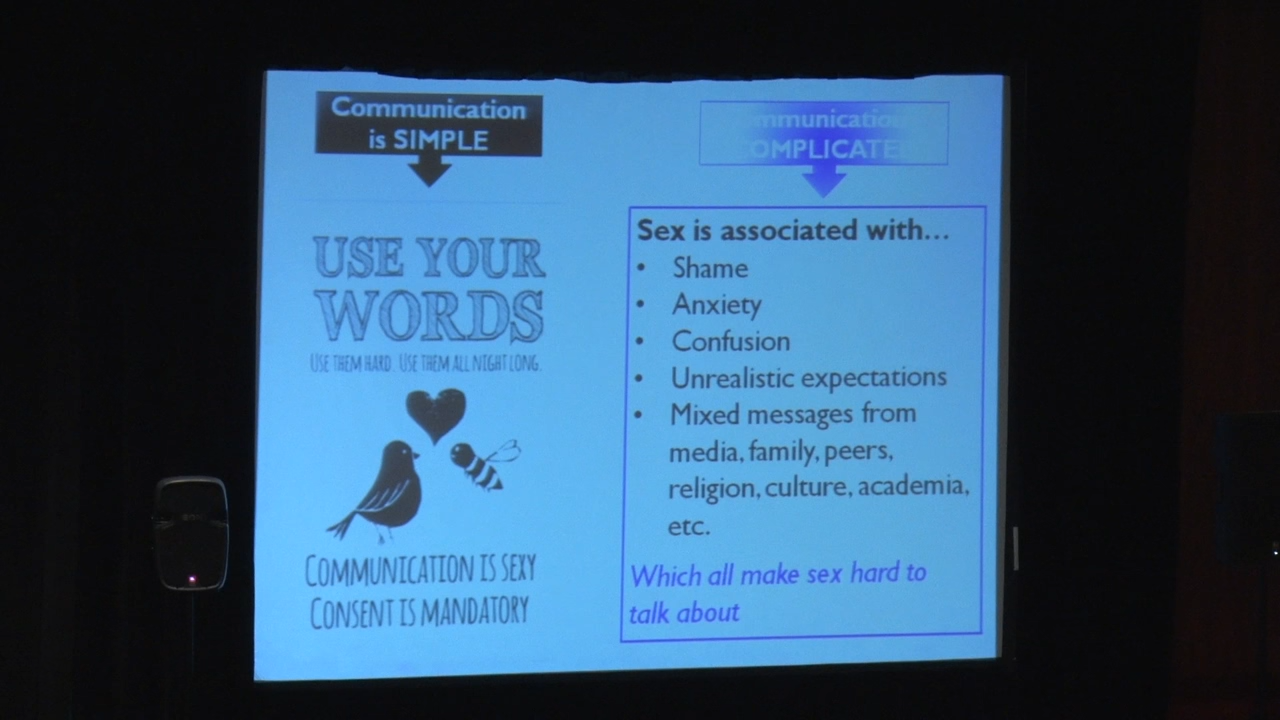 Communication
is SIMPLE
USE YOUR
WORDS
USE THEM HARD. USE THEM ALL NIGHT LONG.
COMMUNICATION IS SEXY
CONSENT IS MANDATORY
Sex is associated with...
• Shame
• Anxiety
• Confusion
• Unrealistic expectations
• Mixed messages from
media, family, peers,
religion, culture, academia,
etc.
Which all make sex hard to
talk about